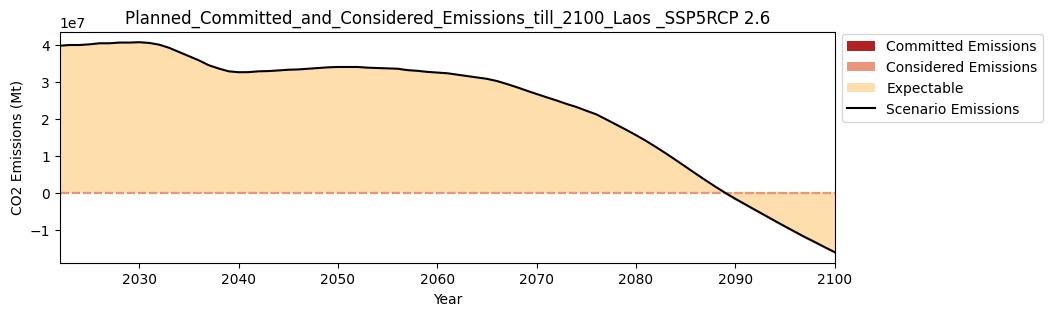 Planned_Committed_and_Considered_Emissions_till_2100_Laos _SSP5RCP 2.6
1e7
4
3
2
1
0
−1
CO2 Emissions (Mt)
2030 2040 2050 2060 2070 2080 2090 2100
Year
Committed Emissions
Considered Emissions
Expectable
Scenario Emissions